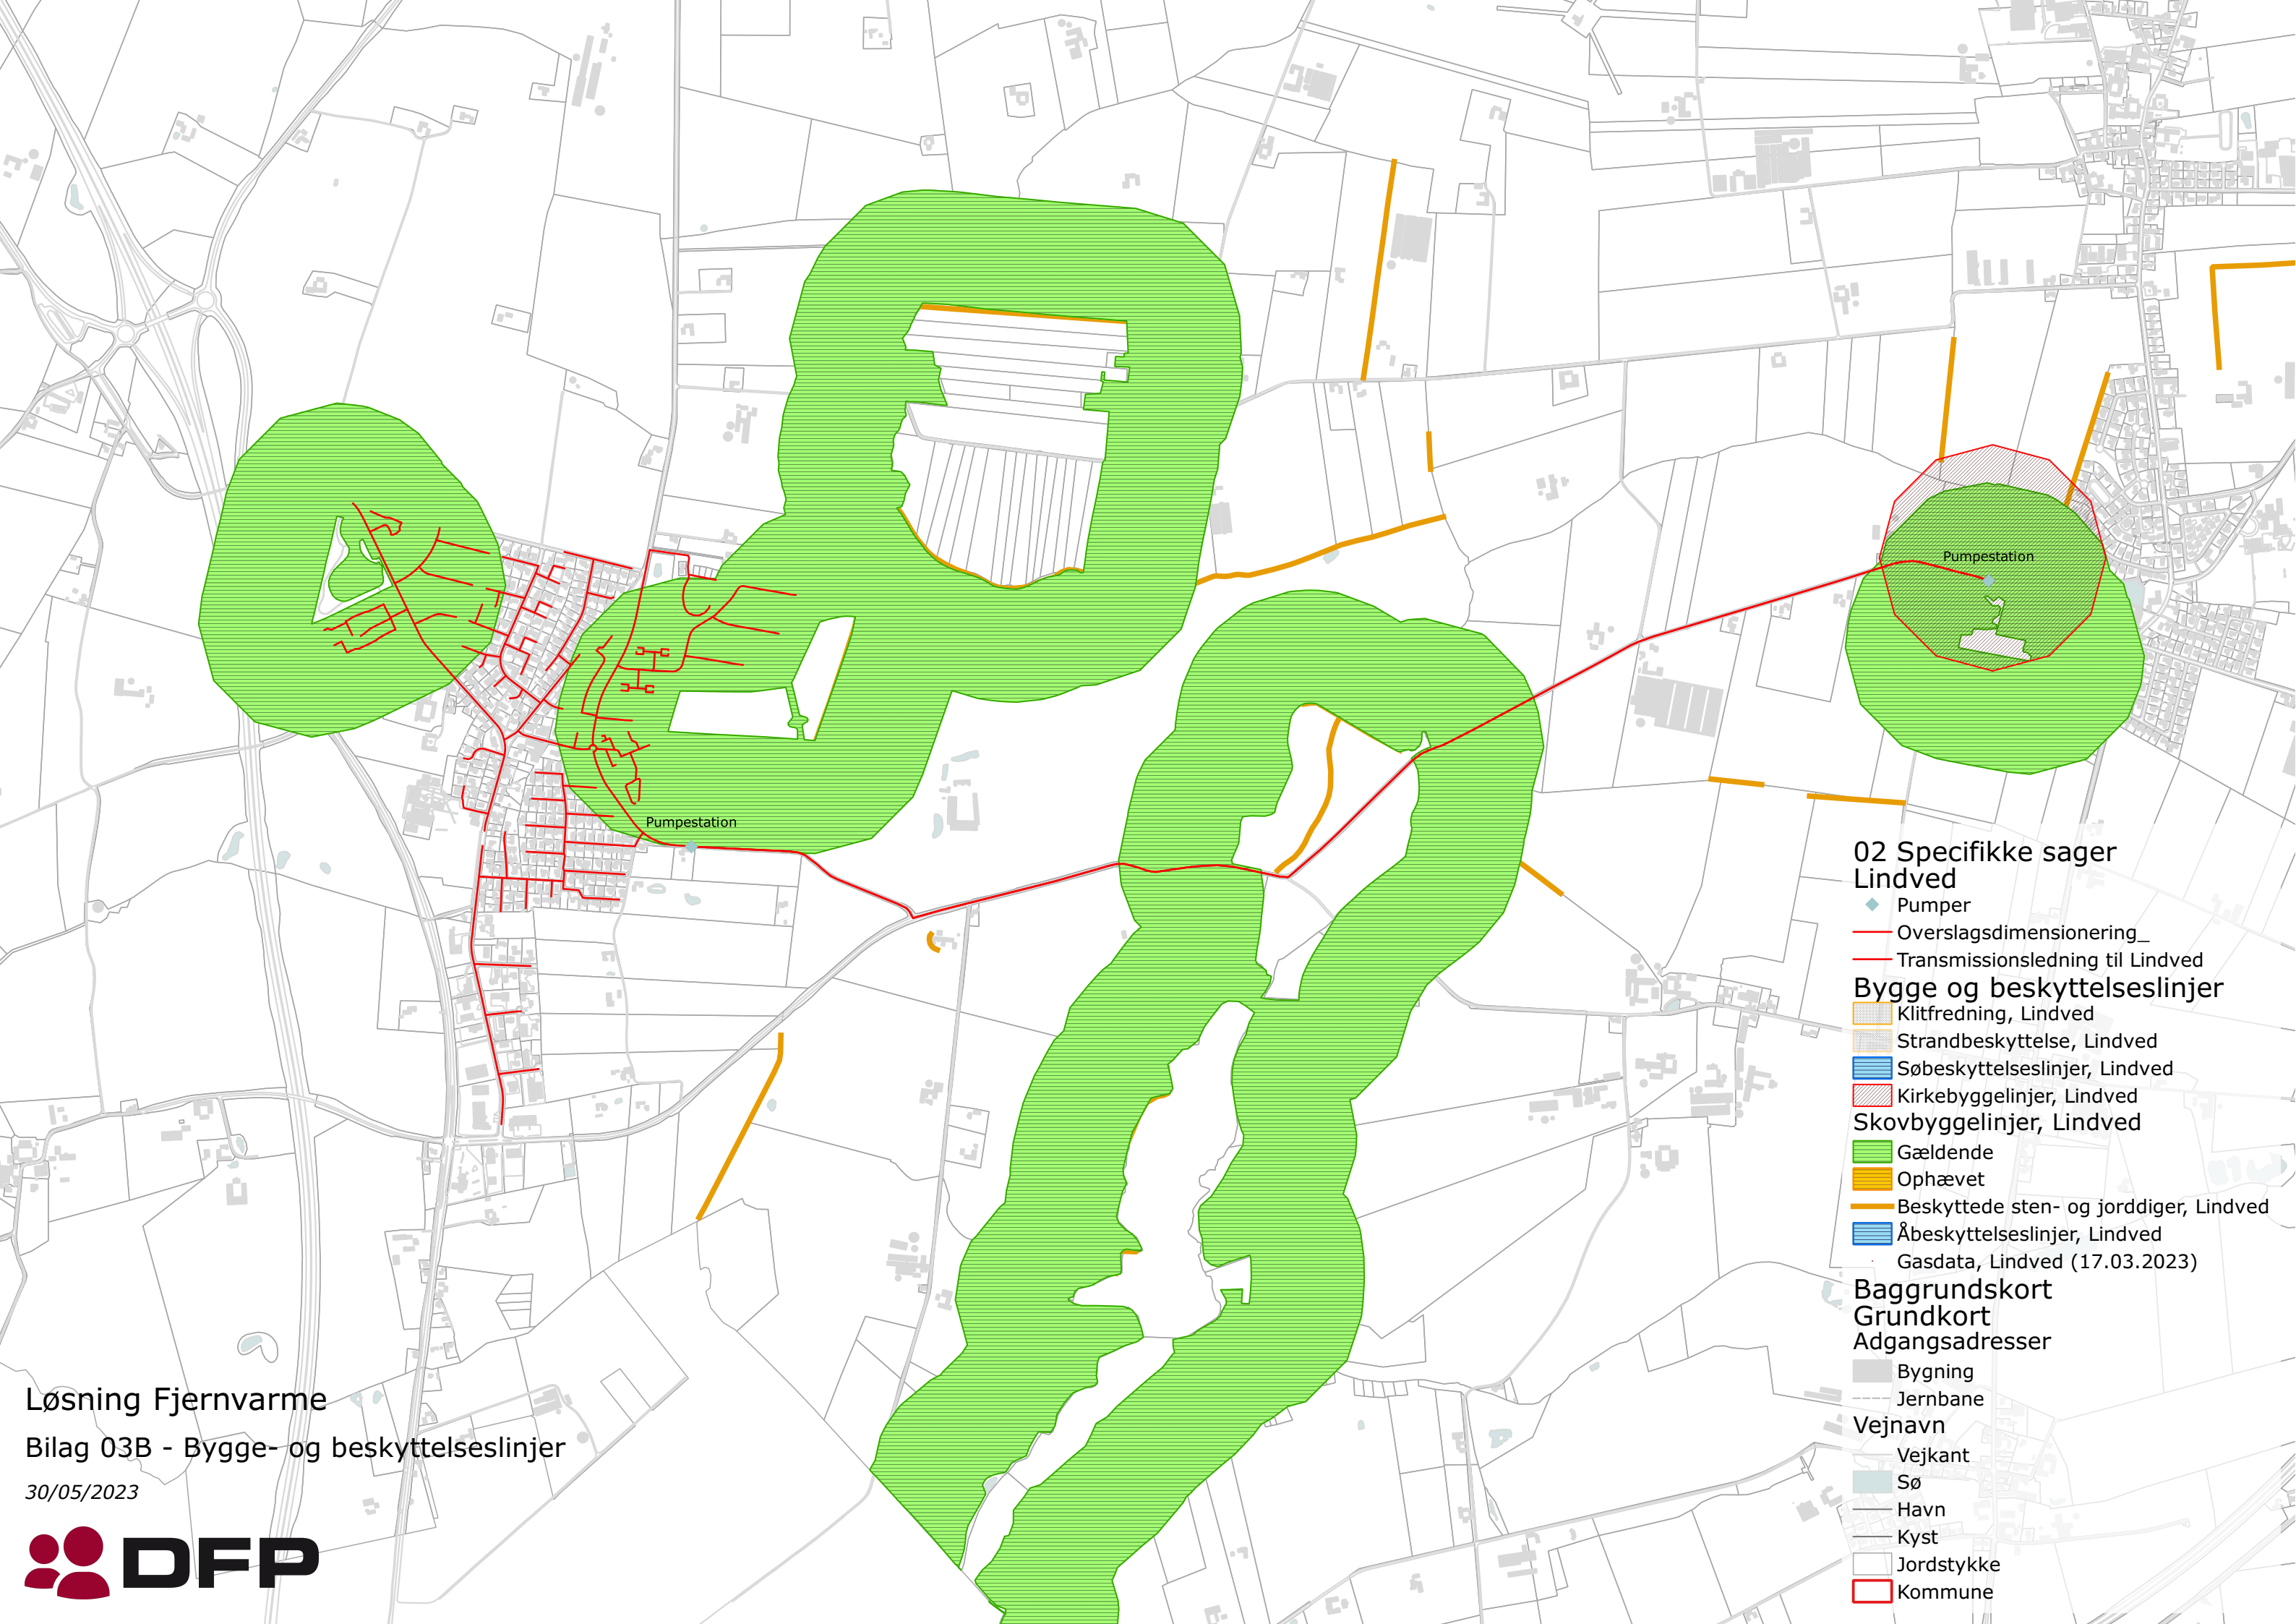 Pumpestation
Pumpestation
02 Specifikke sager
Lindved
Pumper
Overslagsdimensionering_
Transmissionsledning til Lindved
Bygge og beskyttelseslinjer
Klitfredning, Lindved
Strandbeskyttelse, Lindved
Søbeskyttelseslinjer, Lindved
Kirkebyggelinjer, Lindved
Skovbyggelinjer, Lindved
Gældende
Ophævet
Beskyttede sten- og jorddiger, Lindved
Åbeskyttelseslinjer, Lindved
Gasdata, Lindved (17.03.2023)
Baggrundskort
Grundkort
Adgangsadresser
Bygning
Jernbane
Vejnavn
Vejkant
Sø
Havn
Kyst
Jordstykke
Kommune
Løsning Fjernvarme
Bilag 03B - Bygge- og beskyttelseslinjer
30/05/2023
DFP